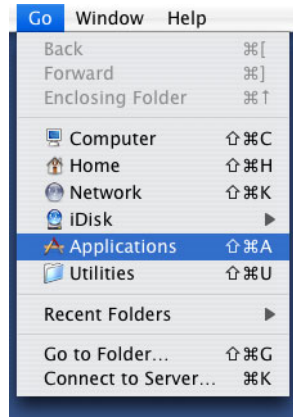 Go Window Help
Back ⌘[
Forward ⌘]
Enclosing Folder ⌘↑
Computer ⇧⌘C
Home ⇧⌘H
Network ⇧⌘K
iDisk ▶
Applications ⇧⌘A
Utilities ⇧⌘U
Recent Folders ▶
Go to Folder... ⇧⌘G
Connect to Server... ⌘K